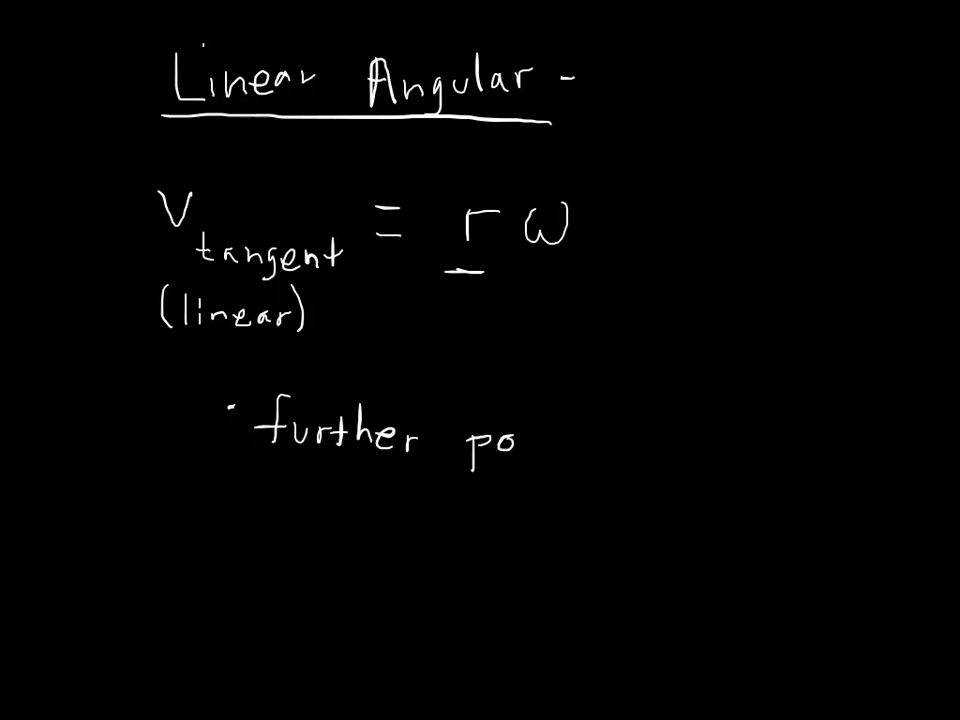 Linear Angular -
V tangent = r ω
(linear)
· further po